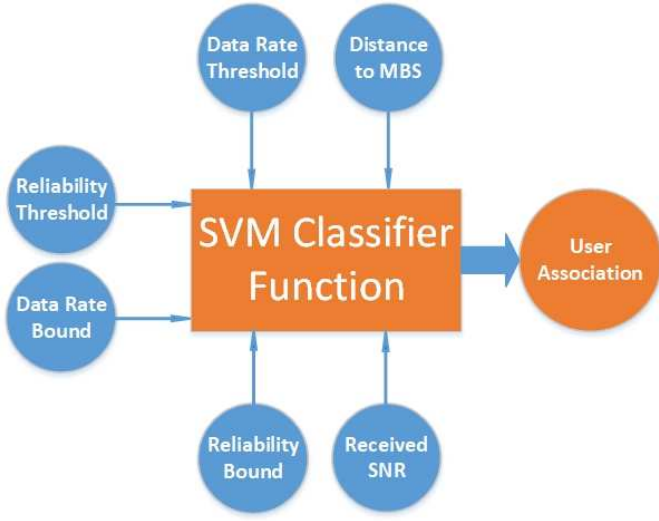 Data Rate
Threshold
Distance
to MBS
Reliability
Threshold
SVM Classifier
Function
User
Association
Data Rate
Bound
Reliability
Bound
Received
SNR